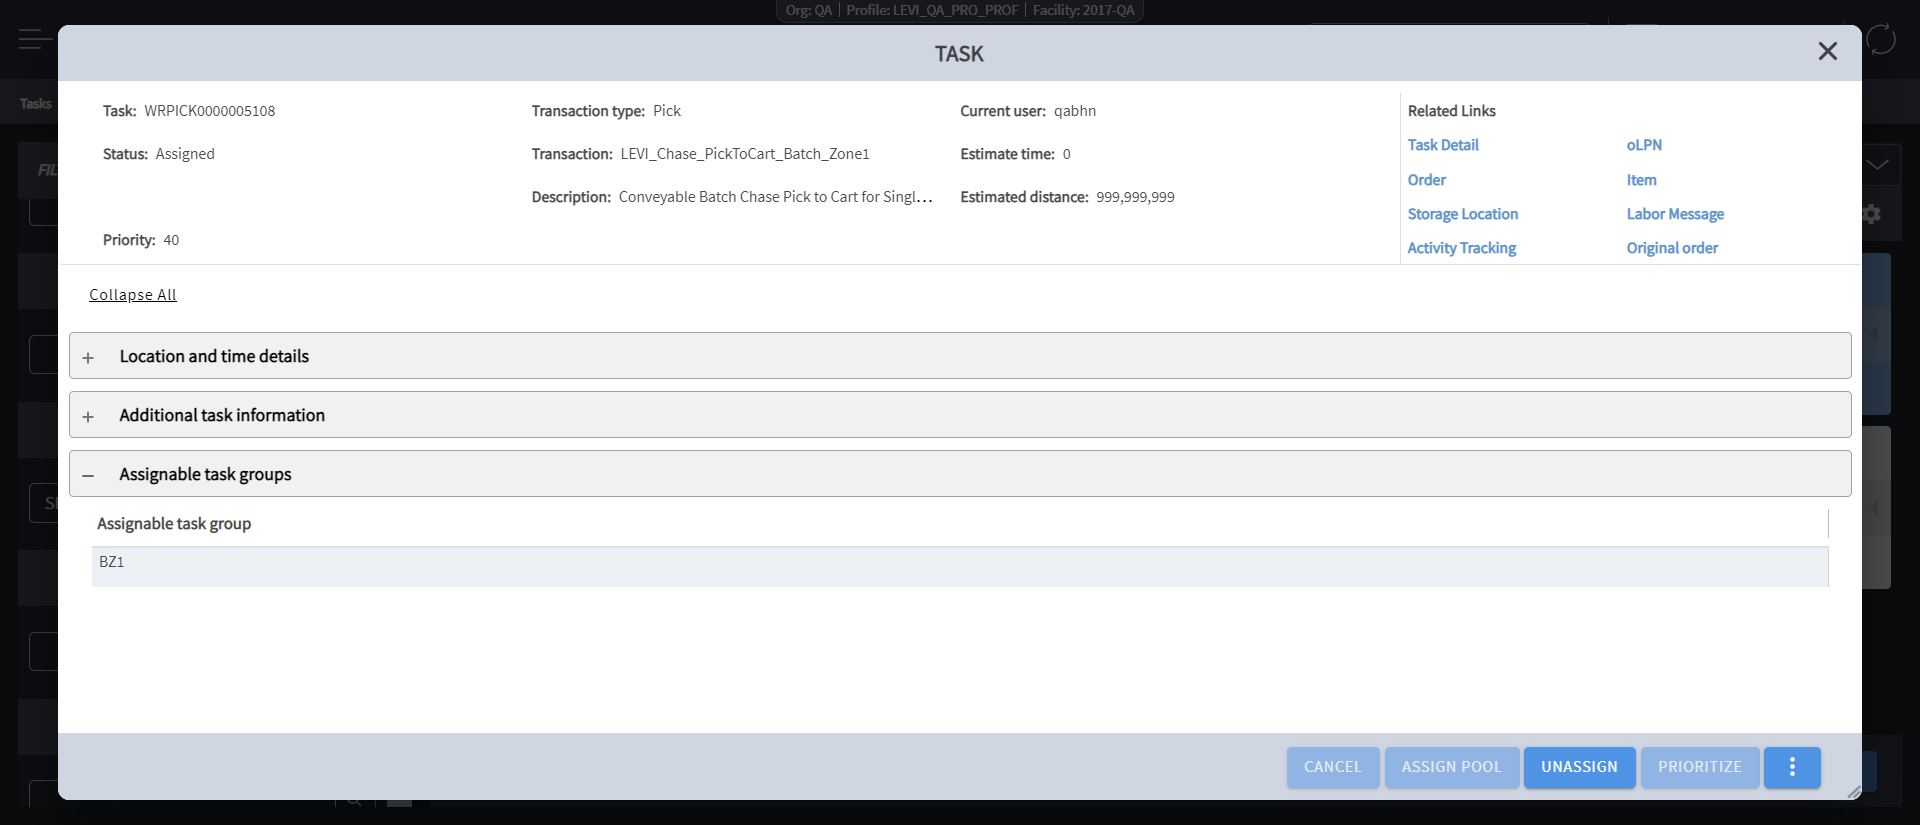 Org: QA | Profile: LEVI_QA_PRO_PROF | Facility: 2017-QA
TASK
Tasks
Task: WRPICK0000005108
Transaction type: Pick
Current user: qabhn
Related Links
Status: Assigned
Transaction: LEVI_Chase_PickToCart_Batch_Zone1
Estimate time: 0
Task Detail
oLPN
Description: Conveyable Batch Chase Pick to Cart for Singl...
Estimated distance: 999,999,999
Order
Item
Storage Location
Labor Message
Priority: 40
Activity Tracking
Original order
Collapse All
Location and time details
Additional task information
Assignable task groups
Assignable task group
BZ1
CANCEL
ASSIGN POOL
UNASSIGN
PRIORITIZE